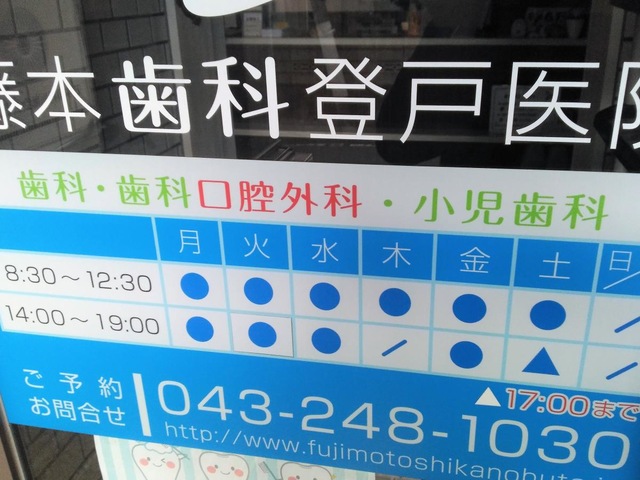 藤本歯科登戸医院
歯科・歯科口腔外科・小児歯科
月 火 水 木 金 土 日
8:30～12:30 ● ● ● ● ● ● ／
14:00～19:00 ● ● ● ／ ● ▲ ／
▲17:00まで
ご予約
お問合せ
043-248-1030
http://www.fujimotoshikanobuto